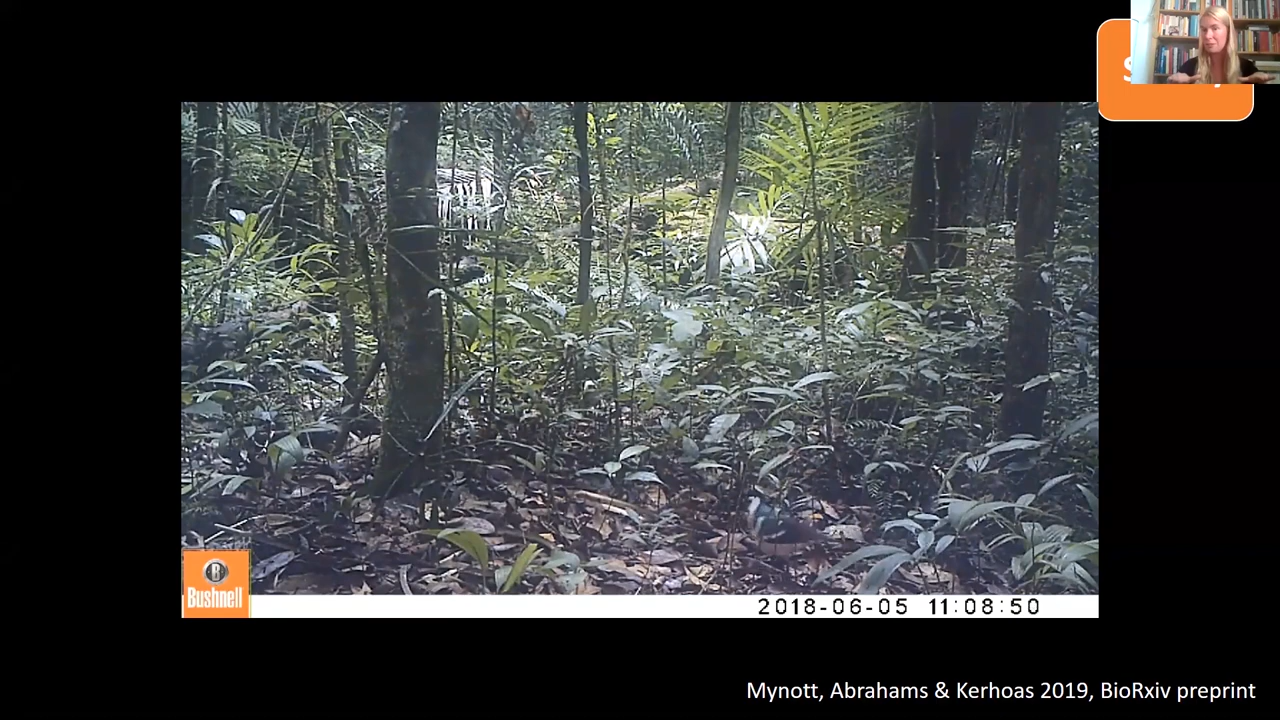 B
Bushnell
2018-06-05 11:08:50
Mynott, Abrahams & Kerhoas 2019, BioRxiv preprint